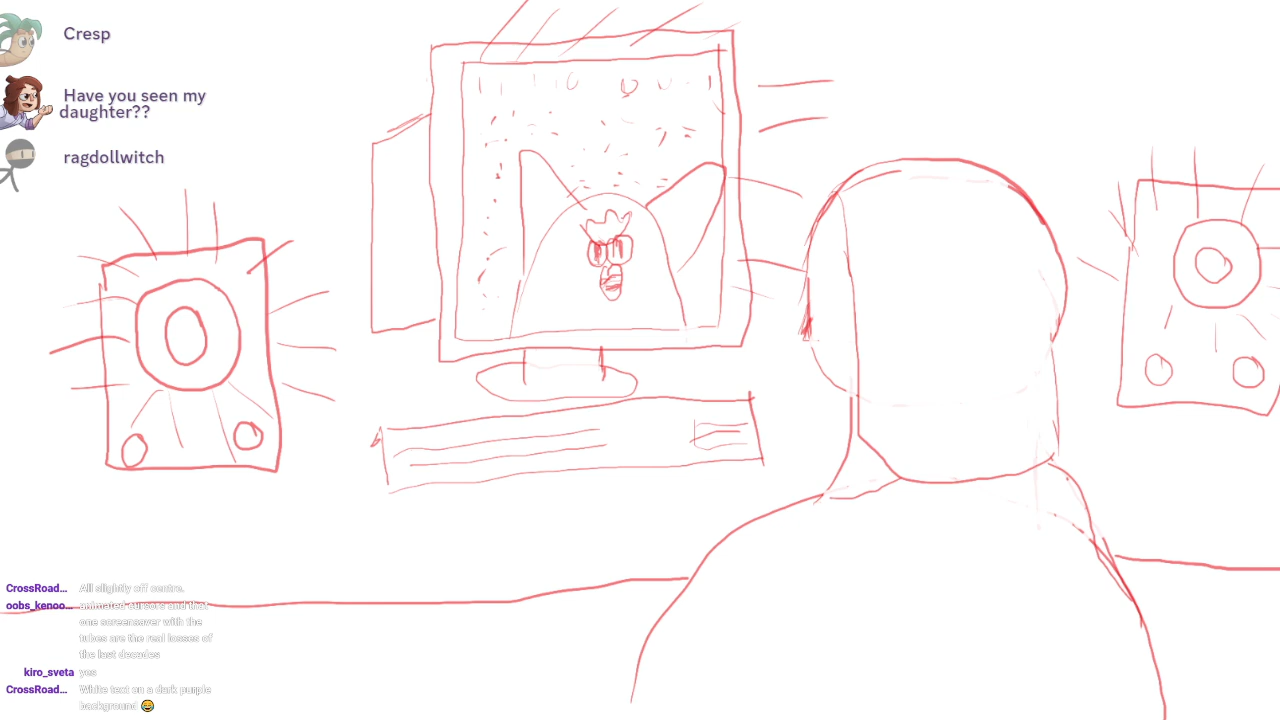 Cresp
Have you seen my
daughter??
ragdollwitch
CrossRoad... All slightly off centre.
oobs_kenoo... animated cursors and that
one screensaver with the
tubes are the real losses of
the last decades
kiro_sveta yes
CrossRoad... White text on a dark purple
background 😂